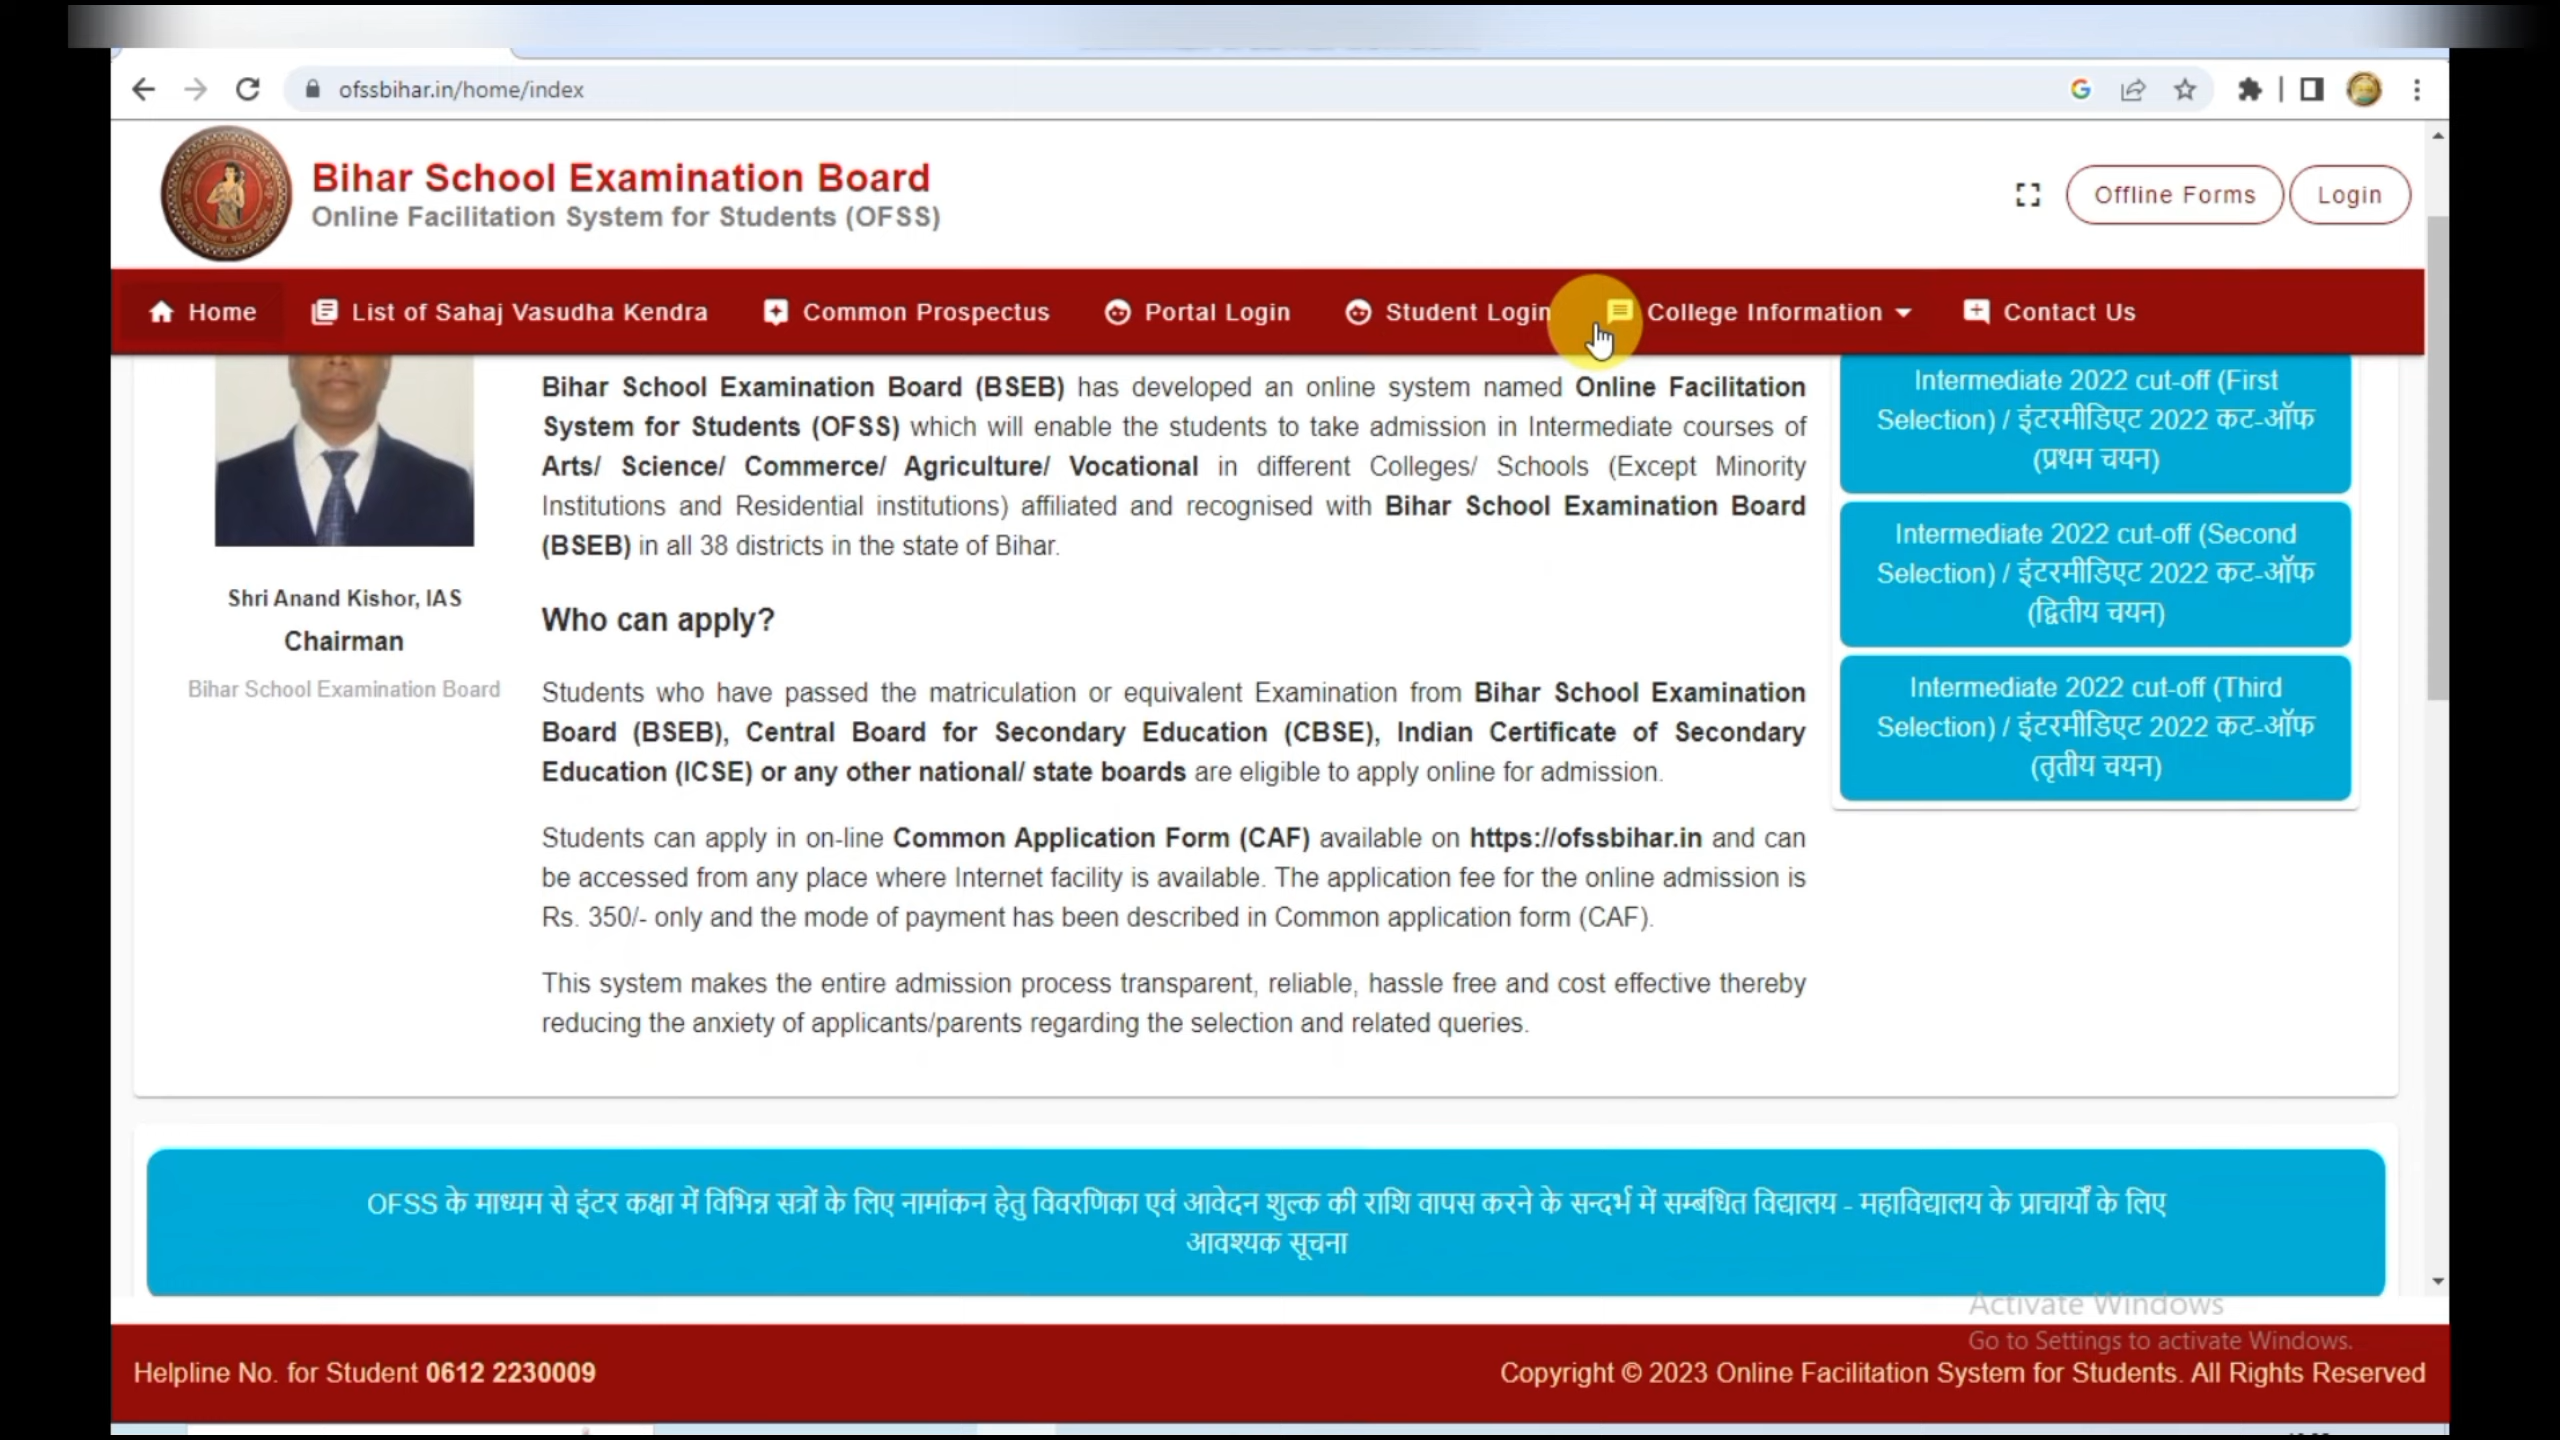 ofssbihar.in/home/index
Bihar School Examination Board
Online Facilitation System for Students (OFSS)
Offline Forms
Login
Home
List of Sahaj Vasudha Kendra
Common Prospectus
Portal Login
Student Login
College Information
Contact Us
Shri Anand Kishor, IAS
Chairman
Bihar School Examination Board
Bihar School Examination Board (BSEB) has developed an online system named Online Facilitation
System for Students (OFSS) which will enable the students to take admission in Intermediate courses of
Arts/ Science/ Commerce/ Agriculture/ Vocational in different Colleges/ Schools (Except Minority
Institutions and Residential institutions) affiliated and recognised with Bihar School Examination Board
(BSEB) in all 38 districts in the state of Bihar.
Who can apply?
Students who have passed the matriculation or equivalent Examination from Bihar School Examination
Board (BSEB), Central Board for Secondary Education (CBSE), Indian Certificate of Secondary
Education (ICSE) or any other national/ state boards are eligible to apply online for admission.
Students can apply in on-line Common Application Form (CAF) available on https://ofssbihar.in and can
be accessed from any place where Internet facility is available. The application fee for the online admission is
Rs. 350/- only and the mode of payment has been described in Common application form (CAF).
This system makes the entire admission process transparent, reliable, hassle free and cost effective thereby
reducing the anxiety of applicants/parents regarding the selection and related queries.
Intermediate 2022 cut-off (First
Selection) / इंटरमीडिएट 2022 कट-ऑफ
(प्रथम चयन)
Intermediate 2022 cut-off (Second
Selection) / इंटरमीडिएट 2022 कट-ऑफ
(द्वितीय चयन)
Intermediate 2022 cut-off (Third
Selection) / इंटरमीडिएट 2022 कट-ऑफ
(तृतीय चयन)
OFSS के माध्यम से इंटर कक्षा में विभिन्न सत्रों के लिए नामांकन हेतु विवरणिका एवं आवेदन शुल्क की राशि वापस करने के सन्दर्भ में सम्बंधित विद्यालय - महाविद्यालय के प्राचार्यों के लिए
आवश्यक सूचना
Activate Windows
Go to Settings to activate Windows.
Helpline No. for Student 0612 2230009
Copyright © 2023 Online Facilitation System for Students. All Rights Reserved